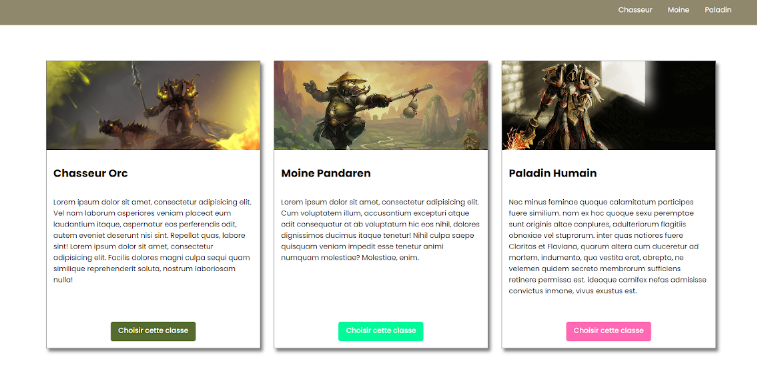 Chasseur Moine Paladin
Chasseur Orc
Lorem ipsum dolor sit amet, consectetur adipisicing elit.
Vel nam laborum asperiores veniam placeat eum
laudantium itaque, aspernatur eos perferendis odit,
autem eveniet deserunt nisi sint. Repellat quas, labore
sint! Lorem ipsum dolor sit amet, consectetur
adipisicing elit. Facilis dolores magni culpa sequi quam
similique reprehenderit soluta, nostrum laboriosam
nulla!
Choisir cette classe
Moine Pandaren
Lorem ipsum dolor sit amet, consectetur adipisicing elit.
Cum voluptatem illum, accusantium excepturi atque
odit consequatur at ab voluptatum hic eos nihil, dolores
dignissimos ducimus itaque tenetur! Nihil culpa saepe
quisquam veniam impedit esse tenetur animi
numquam molestiae? Molestiae, enim.
Choisir cette classe
Paladin Humain
Nec minus feminae quoque calamitatum participes
fuere similium. nam ex hoc quoque sexu peremptae
sunt originis altae conplures, adulteriorum flagitiis
obnoxiae vel stuprorum. inter quas notiores fuere
Claritas et Flaviana, quarum altera cum duceretur ad
mortem, indumento, quo vestita erat, abrepto, ne
velemen quidem secreto membrorum sufficiens
retinere permissa est. ideoque carnifex nefas admisisse
convictus inmane, vivus exustus est.
Choisir cette classe